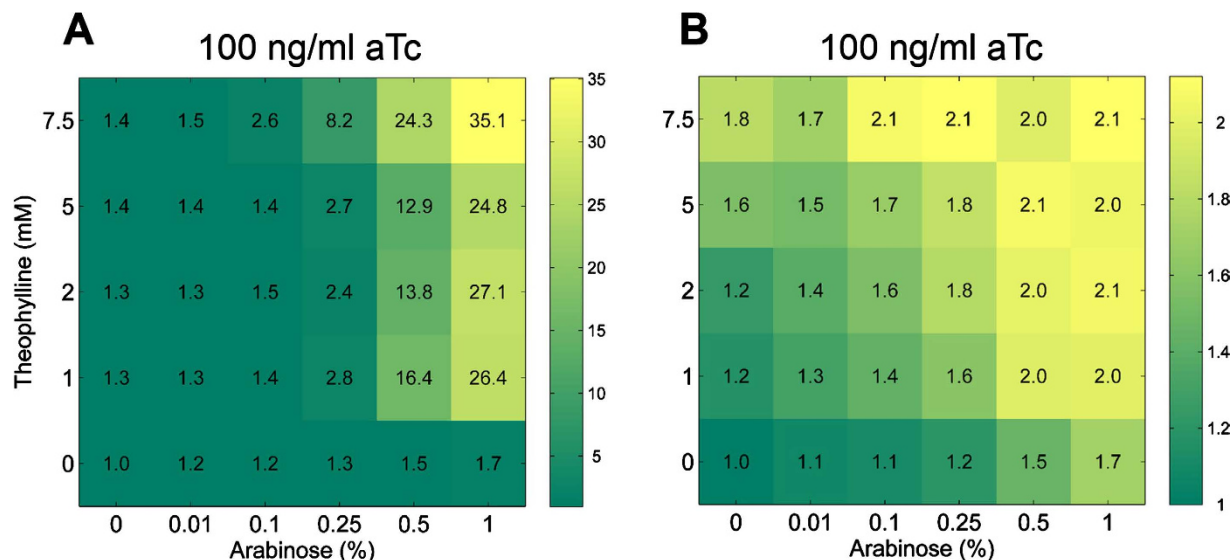 A
100 ng/ml aTc
Theophylline (mM)
7.5 1.4 1.5 2.6 8.2 24.3 35.1
5 1.4 1.4 1.4 2.7 12.9 24.8
2 1.3 1.3 1.5 2.4 13.8 27.1
1 1.3 1.3 1.4 2.8 16.4 26.4
0 1.0 1.2 1.2 1.3 1.5 1.7
0 0.01 0.1 0.25 0.5 1
Arabinose (%)
35
30
25
20
15
10
5
B
100 ng/ml aTc
7.5 1.8 1.7 2.1 2.1 2.0 2.1
5 1.6 1.5 1.7 1.8 2.1 2.0
2 1.2 1.4 1.6 1.8 2.0 2.1
1 1.2 1.3 1.4 1.6 2.0 2.0
0 1.0 1.1 1.1 1.2 1.5 1.7
0 0.01 0.1 0.25 0.5 1
Arabinose (%)
2
1.8
1.6
1.4
1.2
1